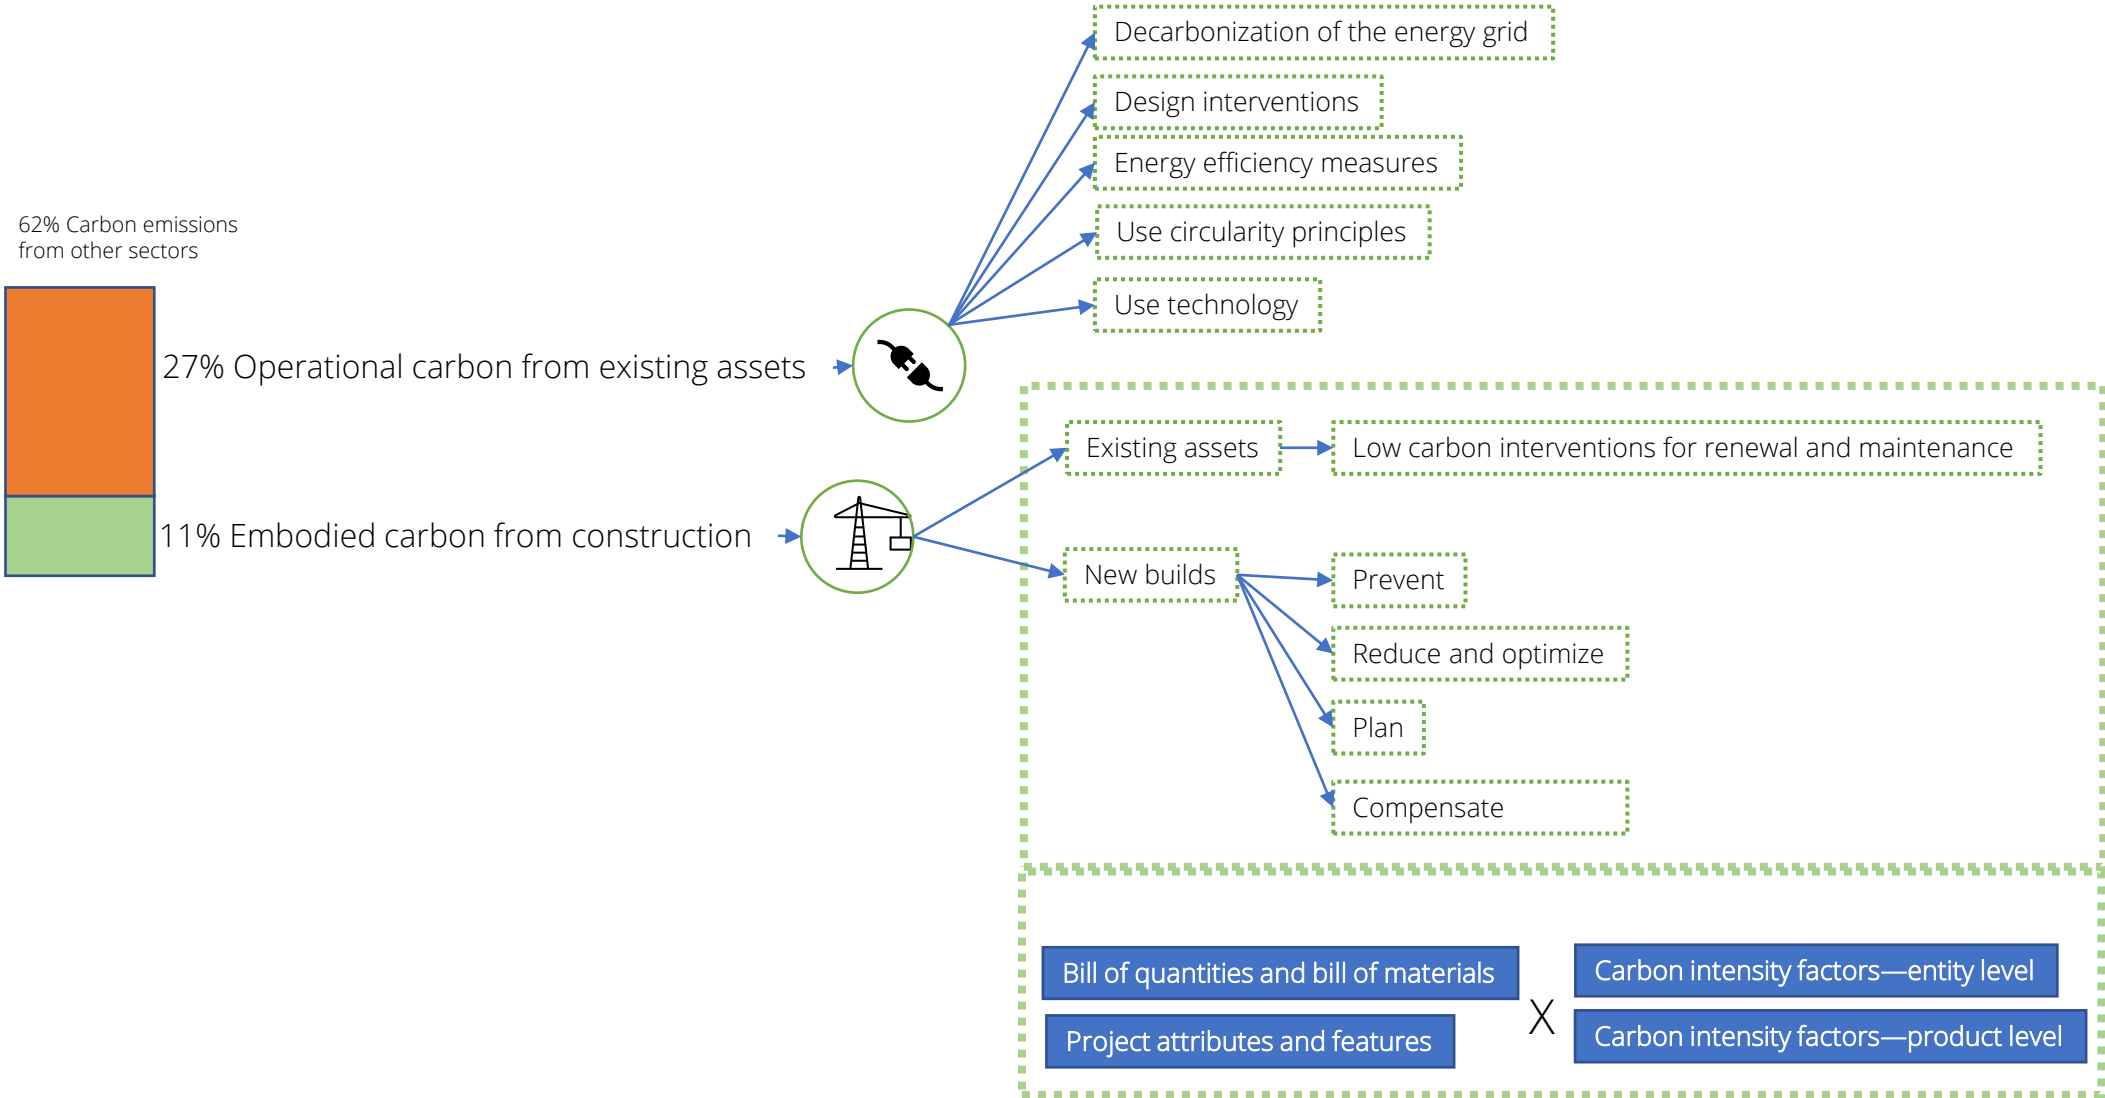 62% Carbon emissions
from other sectors
27% Operational carbon from existing assets
11% Embodied carbon from construction
Decarbonization of the energy grid
Design interventions
Energy efficiency measures
Use circularity principles
Use technology
Existing assets
Low carbon interventions for renewal and maintenance
New builds
Prevent
Reduce and optimize
Plan
Compensate
Bill of quantities and bill of materials
Project attributes and features
X
Carbon intensity factors—entity level
Carbon intensity factors—product level